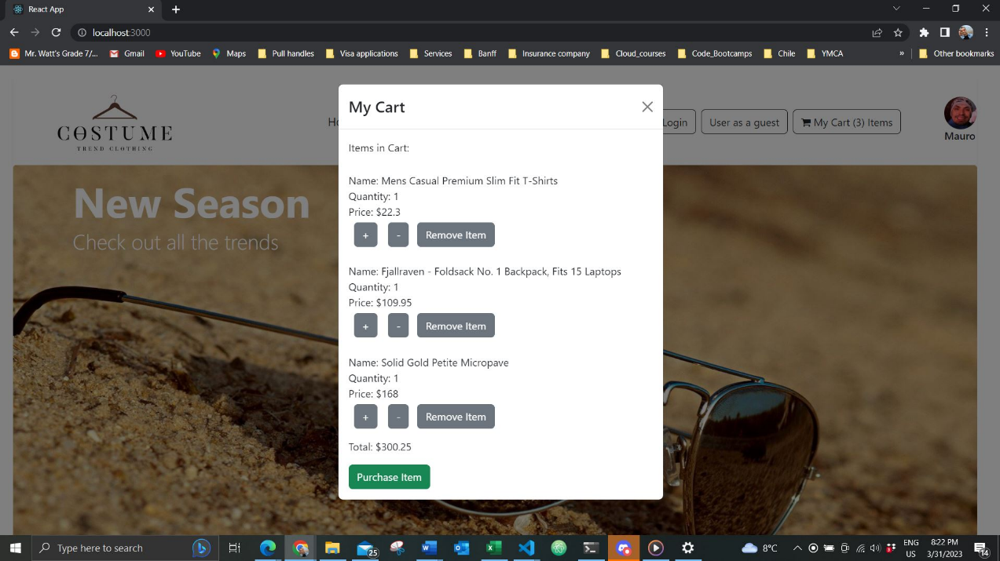 React App
localhost:3000
Mr. Watt's Grade 7/... Gmail YouTube Maps Pull handles Visa applications Services Banff Insurance company Cloud_courses Code_Bootcamps Chile YMCA » Other bookmarks
COSTUME
TREND CLOTHING
Login User as a guest My Cart (3) Items
Mauro
New Season
Check out all the trends
My Cart
Items in Cart:
Name: Mens Casual Premium Slim Fit T-Shirts
Quantity: 1
Price: $22.3
+ - Remove Item
Name: Fjallraven - Foldsack No. 1 Backpack, Fits 15 Laptops
Quantity: 1
Price: $109.95
+ - Remove Item
Name: Solid Gold Petite Micropave
Quantity: 1
Price: $168
+ - Remove Item
Total: $300.25
Purchase Item
Type here to search
25
8°C
ENG
US
8:22 PM
3/31/2023
14